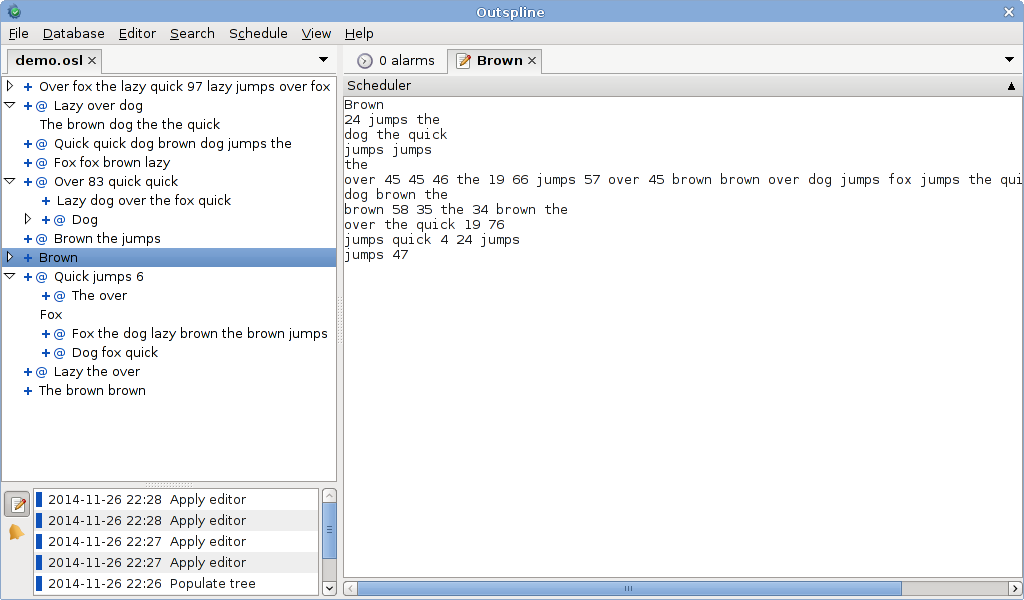 Outspline
File Database Editor Search Schedule View Help
demo.osl
0 alarms
Brown
Over fox the lazy quick 97 lazy jumps over fox
+ @ Lazy over dog
The brown dog the the quick
+ @ Quick quick dog brown dog jumps the
+ @ Fox fox brown lazy
+ @ Over 83 quick quick
+ Lazy dog over the fox quick
+ @ Dog
+ @ Brown the jumps
+ Brown
+ @ Quick jumps 6
+ @ The over
Fox
+ @ Fox the dog lazy brown the brown jumps
+ @ Dog fox quick
+ @ Lazy the over
+ The brown brown
2014-11-26 22:28 Apply editor
2014-11-26 22:28 Apply editor
2014-11-26 22:27 Apply editor
2014-11-26 22:27 Apply editor
2014-11-26 22:26 Populate tree
Scheduler
Brown
24 jumps the
dog the quick
jumps jumps
the
over 45 45 46 the 19 66 jumps 57 over 45 brown brown over dog jumps fox jumps the qui
dog brown the
brown 58 35 the 34 brown the
over the quick 19 76
jumps quick 4 24 jumps
jumps 47